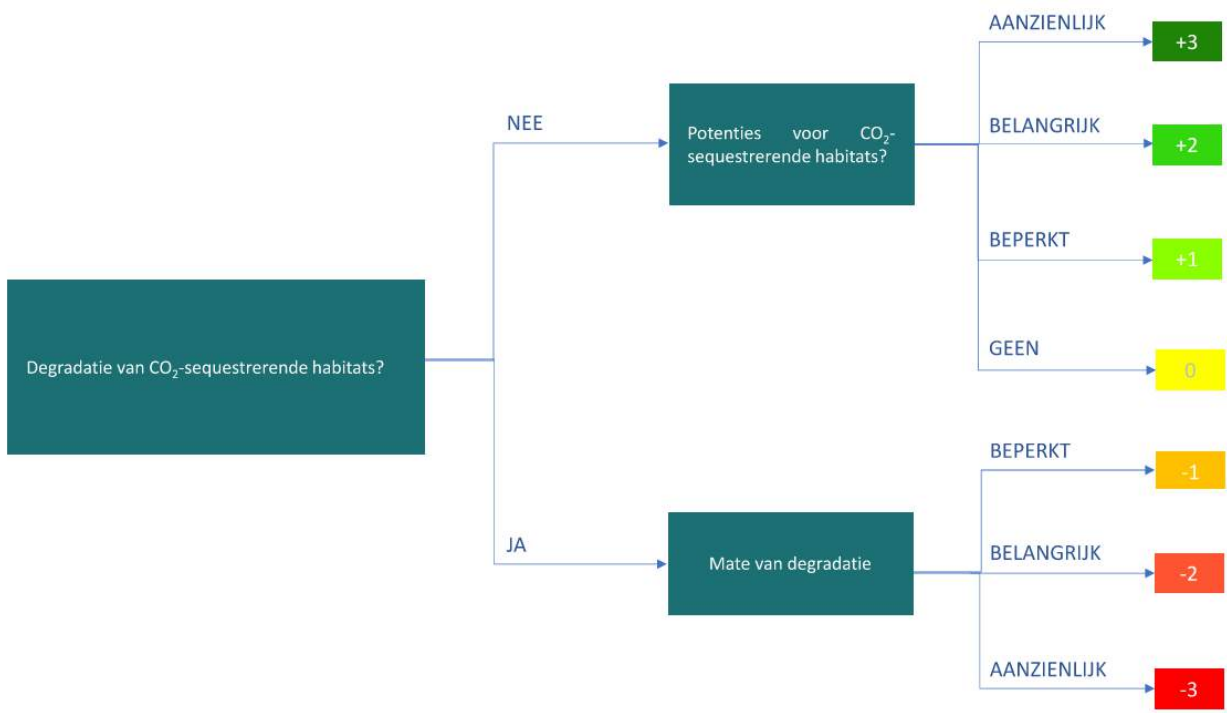 Degradatie van CO₂-sequestrerende habitats?
NEE
Potenties voor CO₂-
sequestrerende habitats?
AANZIENLIJK
+3
BELANGRIJK
+2
BEPERKT
+1
GEEN
0
JA
Mate van degradatie
BEPERKT
-1
BELANGRIJK
-2
AANZIENLIJK
-3